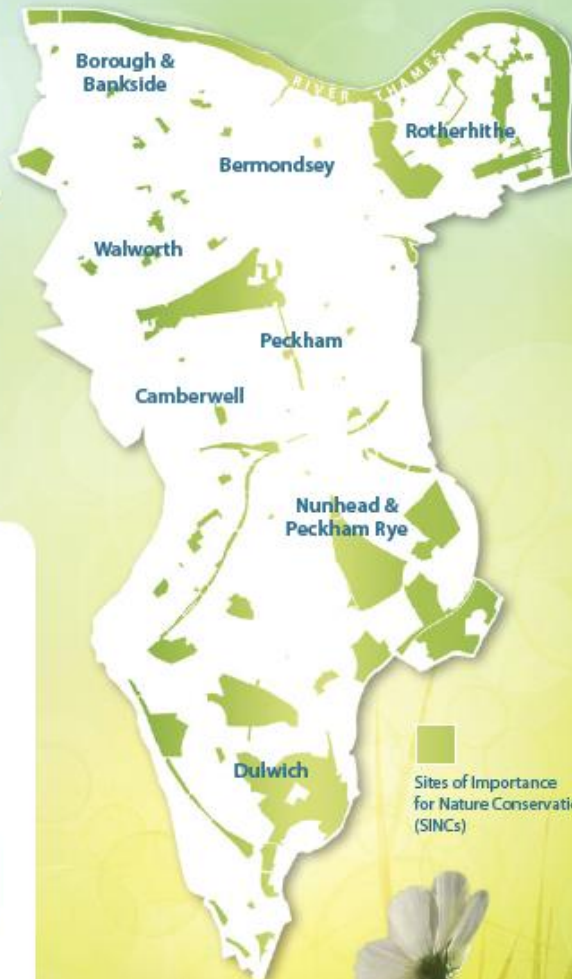 Borough &
Bankside
RIVER THAMES
Rotherhithe
Bermondsey
Walworth
Peckham
Camberwell
Nunhead &
Peckham Rye
Dulwich
Sites of Importance
for Nature Conservati
(SINCs)